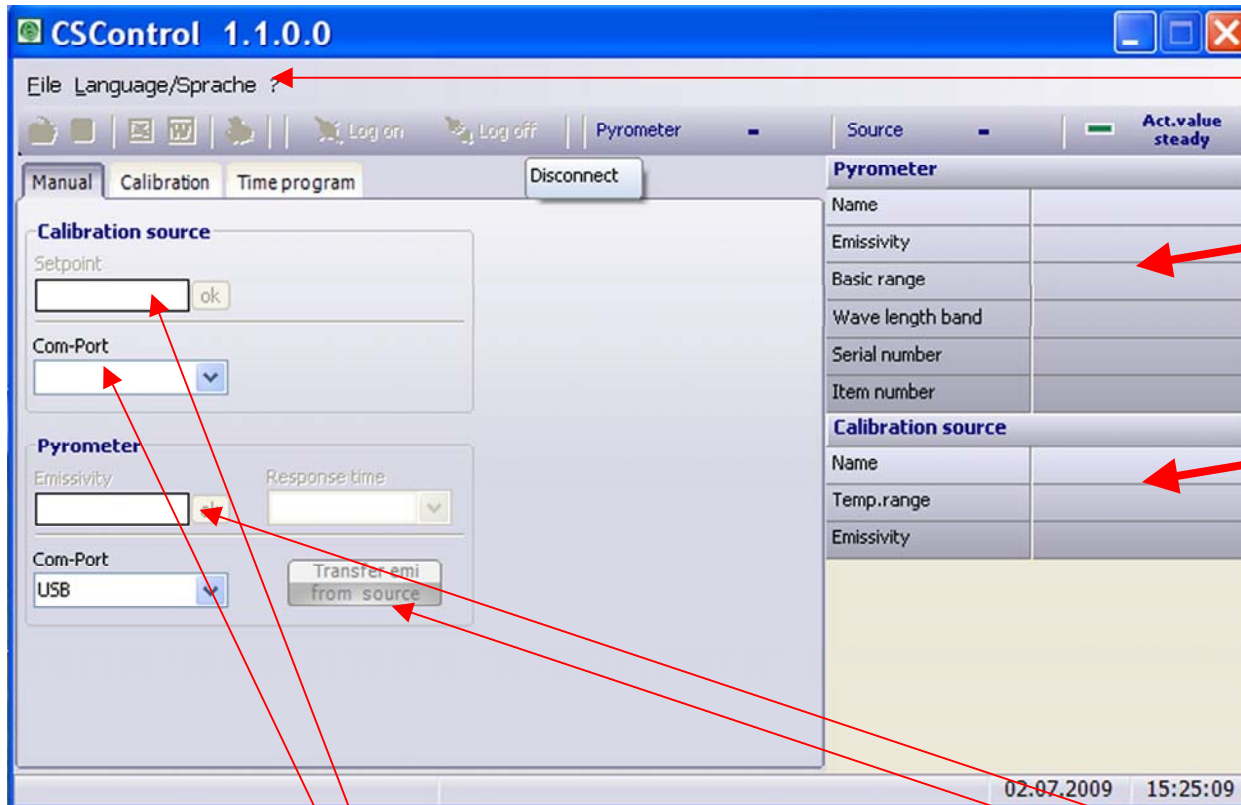 CSControl 1.1.0.0
File Language/Sprache ?
Log on Log off Pyrometer - Source - Act.value steady
Disconnect
Manual Calibration Time program
Calibration source
Setpoint
ok
Com-Port
Pyrometer
Emissivity Response time
ok
Com-Port
USB
Transfer emi
from source
Pyrometer
Name
Emissivity
Basic range
Wave length band
Serial number
Item number
Calibration source
Name
Temp.range
Emissivity
02.07.2009 15:25:09